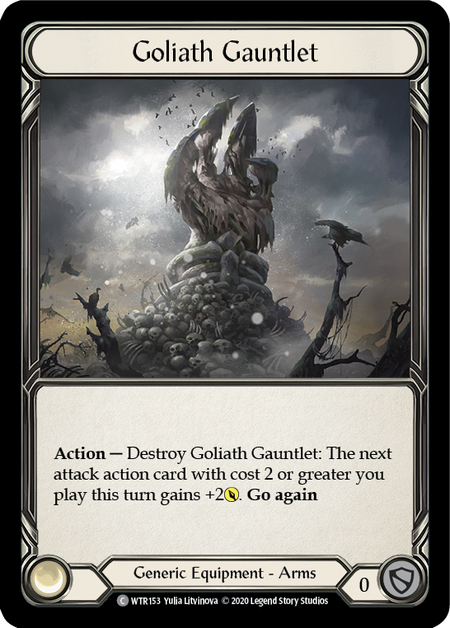 Goliath Gauntlet
Action — Destroy Goliath Gauntlet: The next
attack action card with cost 2 or greater you
play this turn gains +2. Go again
Generic Equipment - Arms
0
C WTR153 Yulia Litvinova © 2020 Legend Story Studios